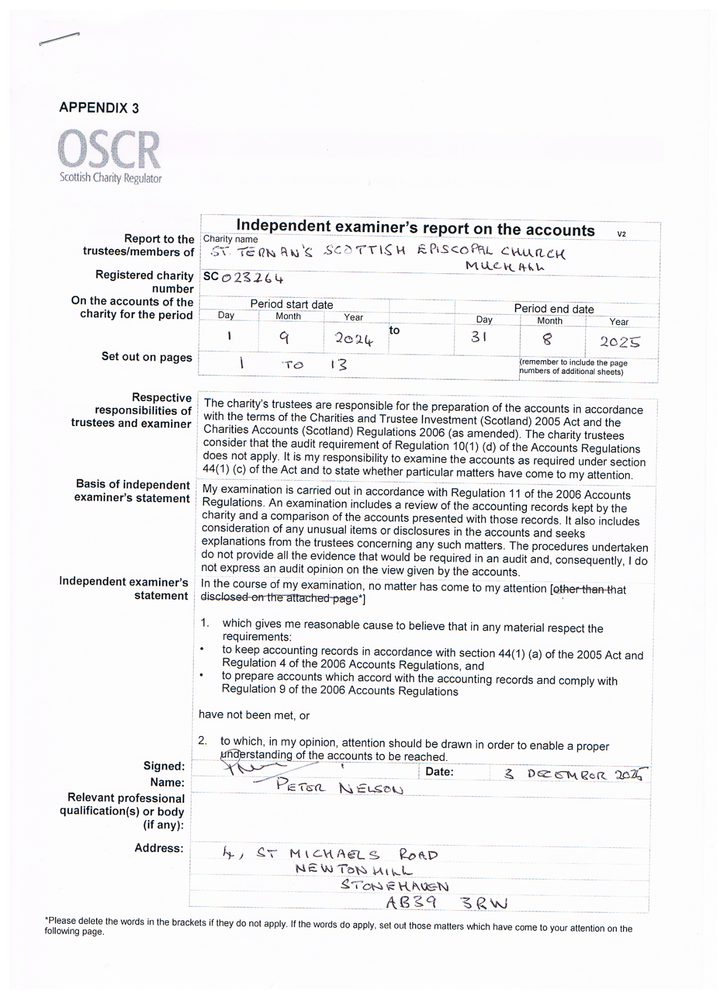 APPENDIX 3
OSCR
Scottish Charity Regulator
Independent examiner's report on the accounts V2
Report to the trustees/members of
Charity name
ST. TERNAN'S SCOTTISH EPISCOPAL CHURCH
MUCHALL
Registered charity number
SC 023264
On the accounts of the charity for the period
Period start date
Period end date
Day Month Year
Day Month Year
1 9 2024 to 31 8 2025
Set out on pages
1 TO 13
(remember to include the page
numbers of additional sheets)
Respective
responsibilities of
trustees and examiner
The charity's trustees are responsible for the preparation of the accounts in accordance
with the terms of the Charities and Trustee Investment (Scotland) 2005 Act and the
Charities Accounts (Scotland) Regulations 2006 (as amended). The charity trustees
consider that the audit requirement of Regulation 10(1) (d) of the Accounts Regulations
does not apply. It is my responsibility to examine the accounts as required under section
44(1) (c) of the Act and to state whether particular matters have come to my attention.
Basis of independent
examiner's statement
My examination is carried out in accordance with Regulation 11 of the 2006 Accounts
Regulations. An examination includes a review of the accounting records kept by the
charity and a comparison of the accounts presented with those records. It also includes
consideration of any unusual items or disclosures in the accounts and seeks
explanations from the trustees concerning any such matters. The procedures undertaken
do not provide all the evidence that would be required in an audit and, consequently, I do
not express an audit opinion on the view given by the accounts.
Independent examiner's
statement
In the course of my examination, no matter has come to my attention [other than that
disclosed on the attached page*]
1. which gives me reasonable cause to believe that in any material respect the
requirements:
• to keep accounting records in accordance with section 44(1) (a) of the 2005 Act and
Regulation 4 of the 2006 Accounts Regulations, and
• to prepare accounts which accord with the accounting records and comply with
Regulation 9 of the 2006 Accounts Regulations
have not been met, or
2. to which, in my opinion, attention should be drawn in order to enable a proper
understanding of the accounts to be reached.
Signed:
Date: 3 DECEMBER 2025
Name: PETER NELSON
Relevant professional
qualification(s) or body
(if any):
Address: 4, ST MICHAELS ROAD
NEWTONHILL
STONEHAVEN
AB39 3RW
*Please delete the words in the brackets if they do not apply. If the words do apply, set out those matters which have come to your attention on the
following page.